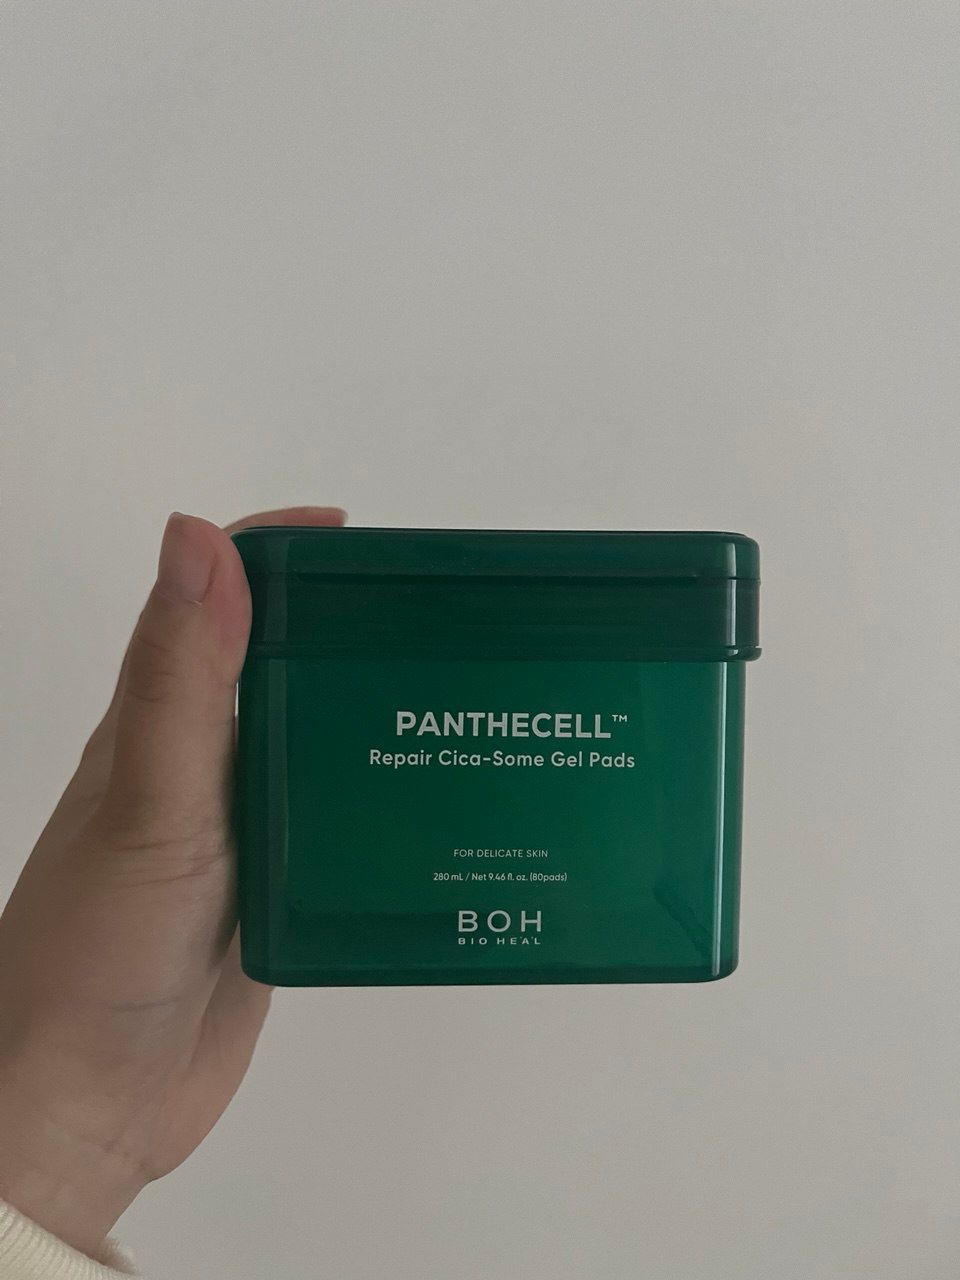 PANTHECELL™
Repair Cica-Some Gel Pads
FOR DELICATE SKIN
280 mL / Net 9.46 fl. oz. (80pads)
BOH
BIO HEAL